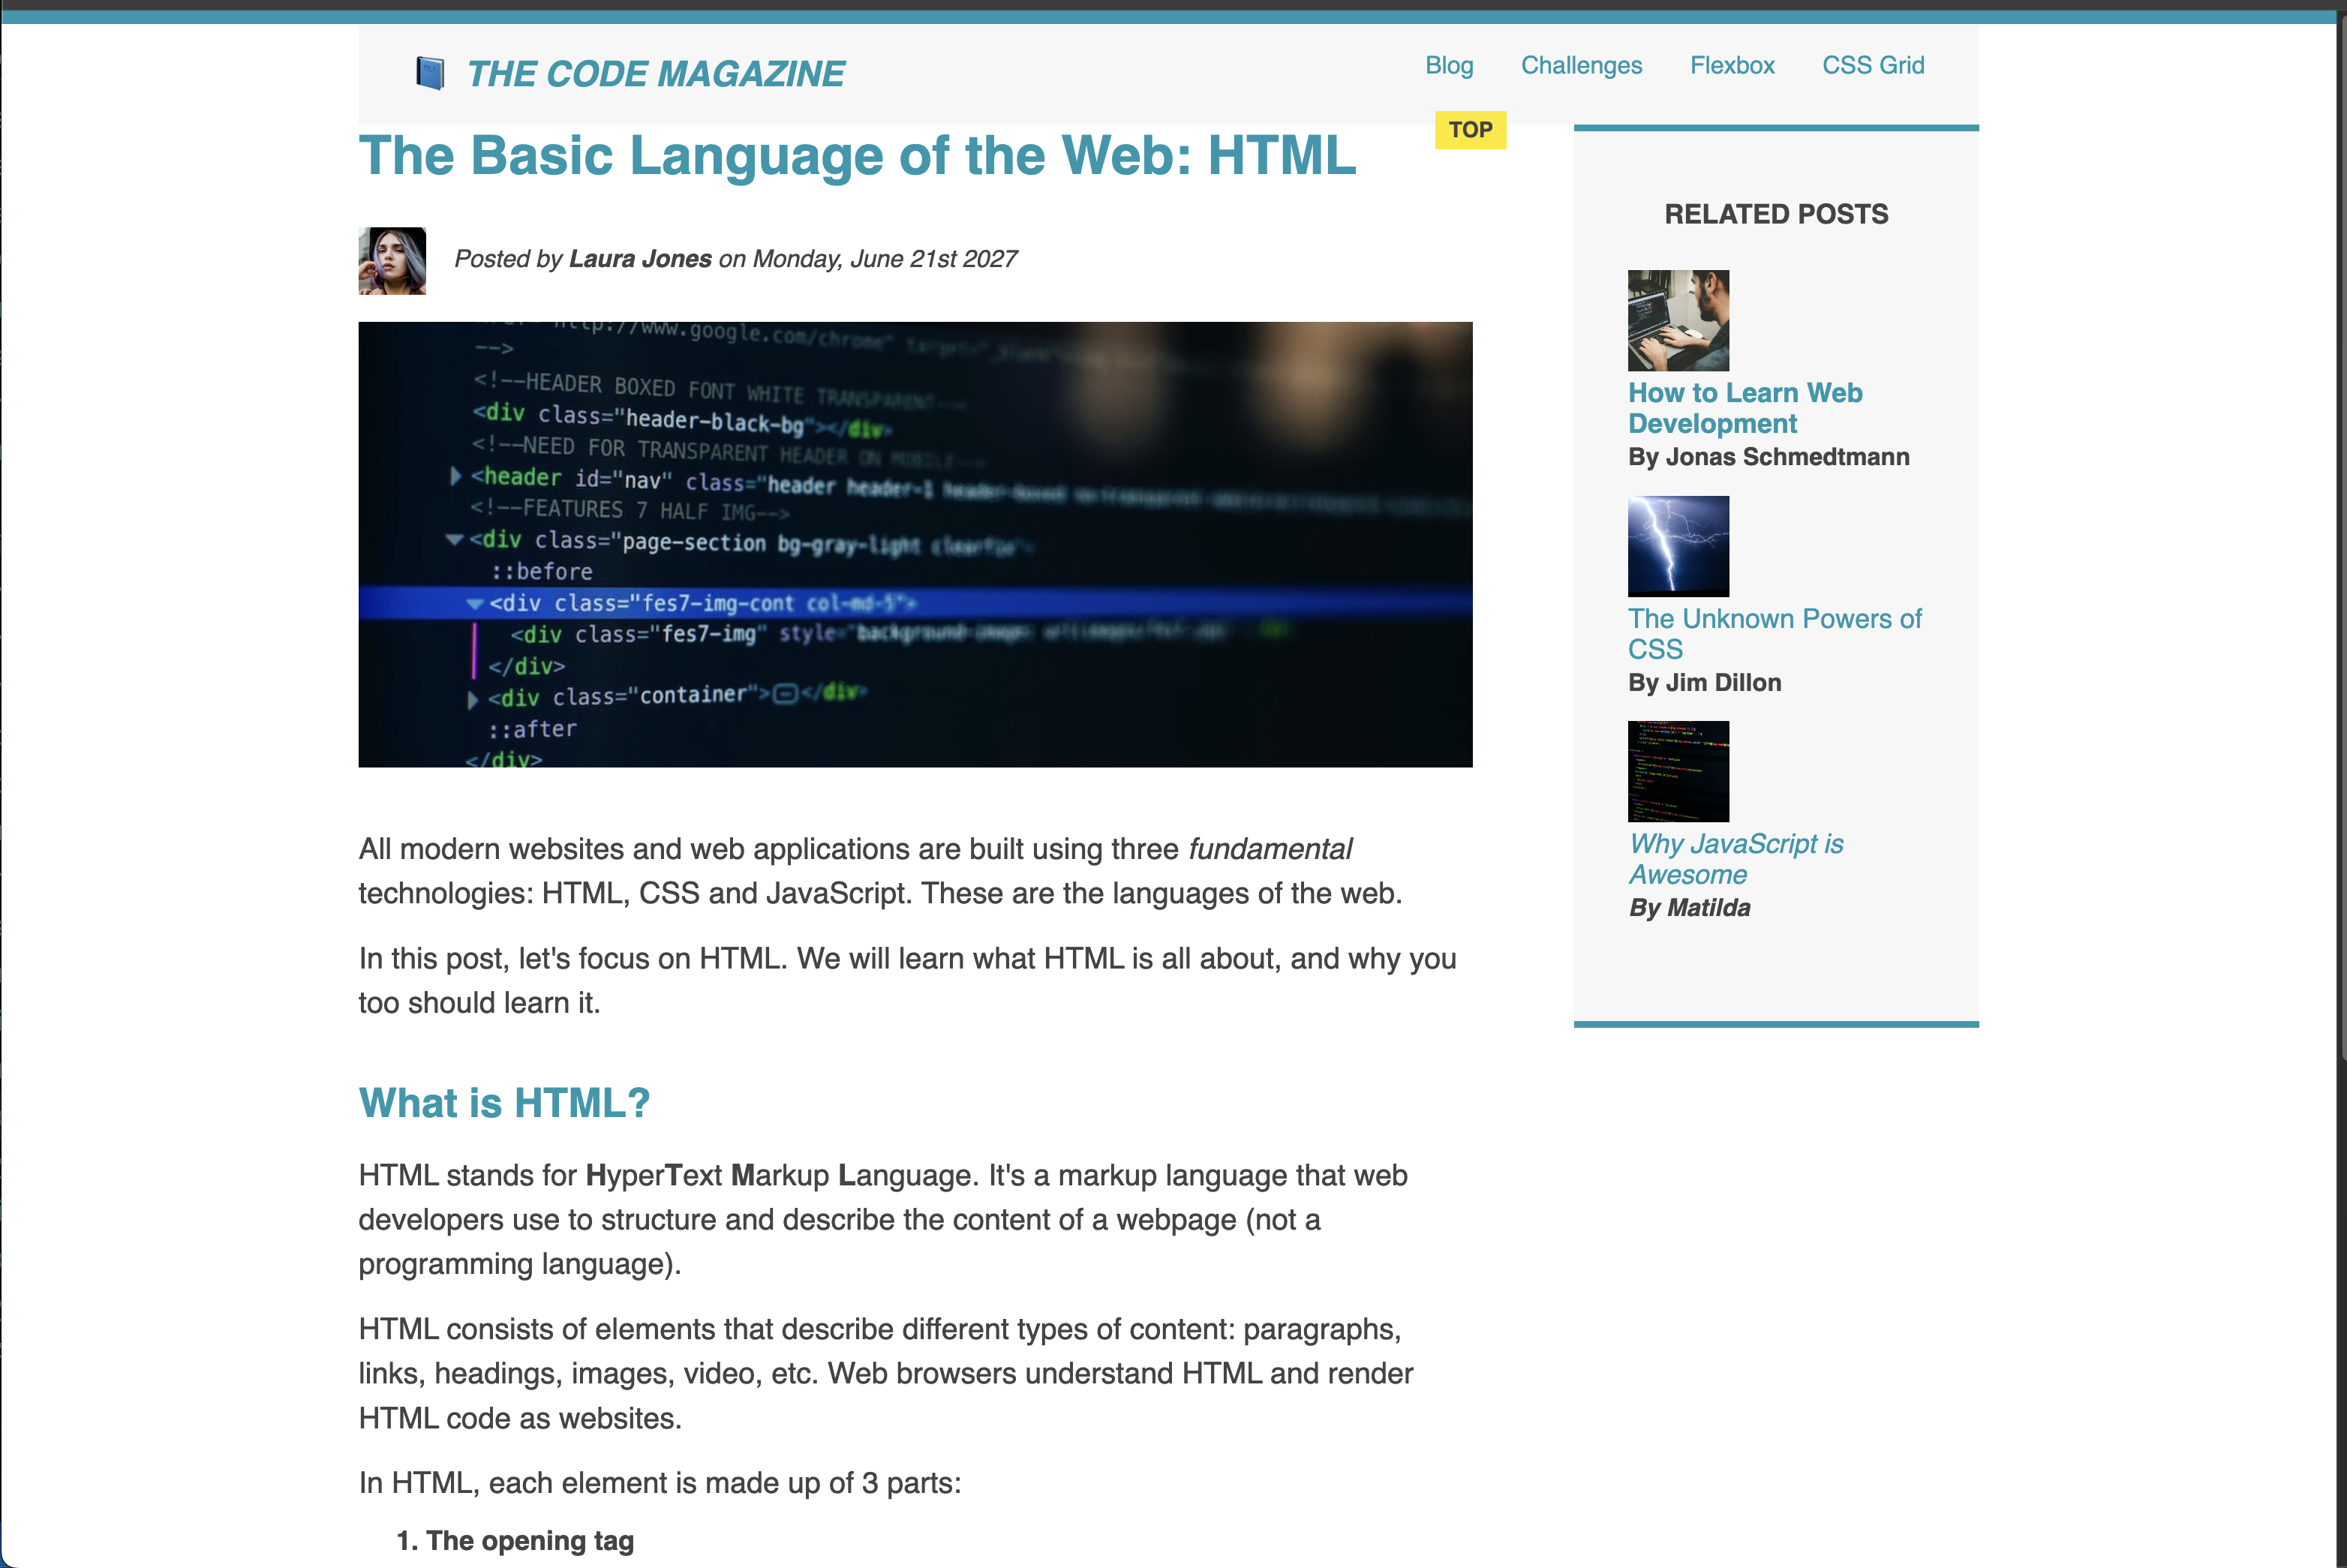 THE CODE MAGAZINE
Blog Challenges Flexbox CSS Grid
The Basic Language of the Web: HTML
TOP
Posted by Laura Jones on Monday, June 21st 2027
http://www.google.com/chrome"
-->
<!--HEADER BOXED FONT WHITE TRANSPARENT-->
<div class="header-black-bg"></div>
<!--NEED FOR TRANSPARENT HEADER ON MOBILE-->
<header id="nav" class="header header-1 header-boxed
<!--FEATURES 7 HALF IMG-->
<div class="page-section bg-gray-light clearfix">
::before
<div class="fes7-img-cont col-md-5">
<div class="fes7-img" style="background-image:
</div>
<div class="container"></div>
::after
</div>
All modern websites and web applications are built using three fundamental
technologies: HTML, CSS and JavaScript. These are the languages of the web.
In this post, let's focus on HTML. We will learn what HTML is all about, and why you
too should learn it.
What is HTML?
HTML stands for HyperText Markup Language. It's a markup language that web
developers use to structure and describe the content of a webpage (not a
programming language).
HTML consists of elements that describe different types of content: paragraphs,
links, headings, images, video, etc. Web browsers understand HTML and render
HTML code as websites.
In HTML, each element is made up of 3 parts:
1. The opening tag
RELATED POSTS
How to Learn Web
Development
By Jonas Schmedtmann
The Unknown Powers of
CSS
By Jim Dillon
Why JavaScript is
Awesome
By Matilda